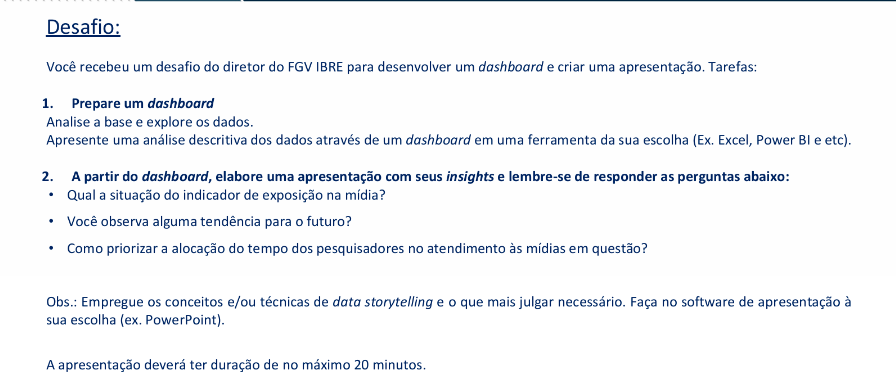 Desafio:
Você recebeu um desafio do diretor do FGV IBRE para desenvolver um dashboard e criar uma apresentação. Tarefas:
1. Prepare um dashboard
Analise a base e explore os dados.
Apresente uma análise descritiva dos dados através de um dashboard em uma ferramenta da sua escolha (Ex. Excel, Power BI e etc).
2. A partir do dashboard, elabore uma apresentação com seus insights e lembre-se de responder as perguntas abaixo:
• Qual a situação do indicador de exposição na mídia?
• Você observa alguma tendência para o futuro?
• Como priorizar a alocação do tempo dos pesquisadores no atendimento às mídias em questão?
Obs.: Empregue os conceitos e/ou técnicas de data storytelling e o que mais julgar necessário. Faça no software de apresentação à
sua escolha (ex. PowerPoint).
A apresentação deverá ter duração de no máximo 20 minutos.